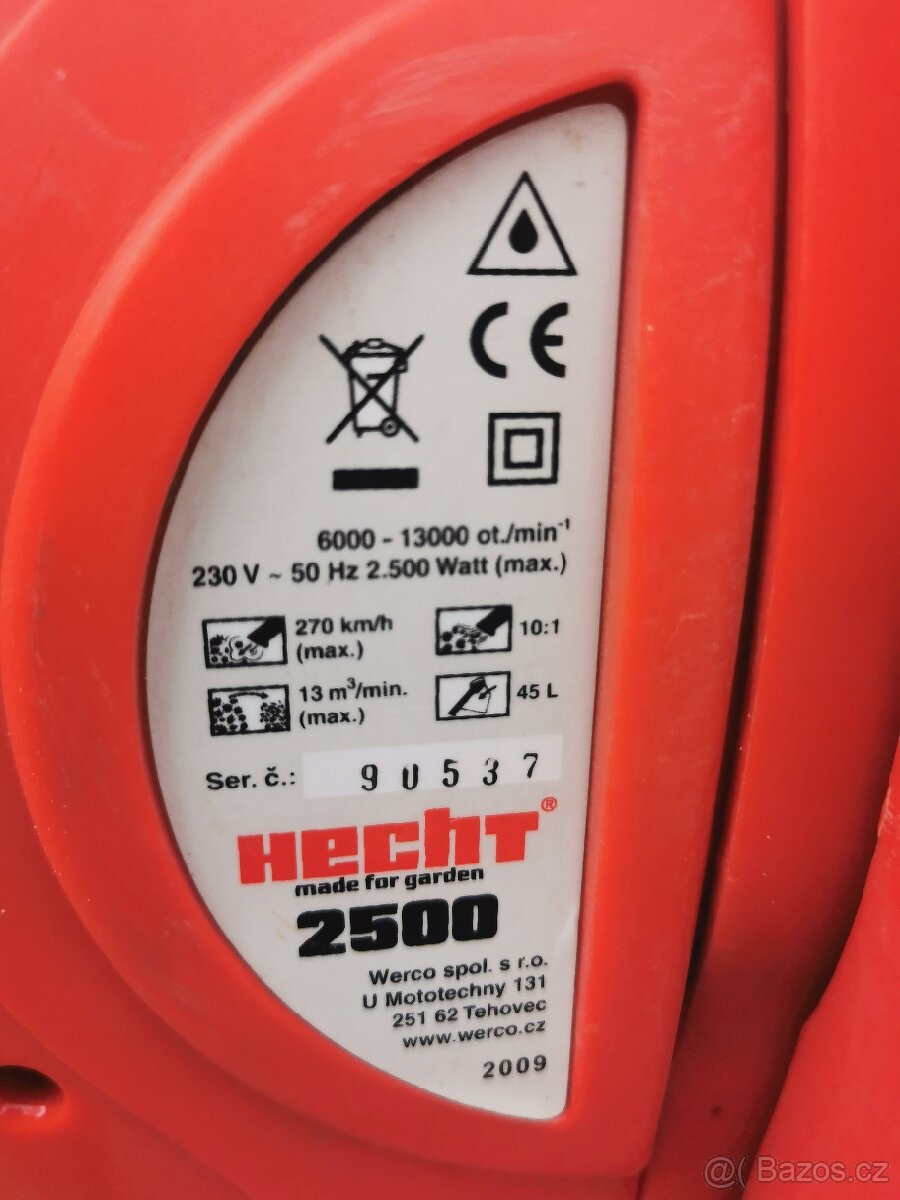 CE
6000 - 13000 ot./min⁻¹
230 V ~ 50 Hz 2.500 Watt (max.)
270 km/h
(max.)
10:1
13 m³/min.
(max.)
45 L
Ser. č.: 90537
Hecht®
made for garden
2500
Werco spol. s r.o.
U Mototechny 131
251 62 Tehovec
www.werco.cz
2009
@( Bazos.cz